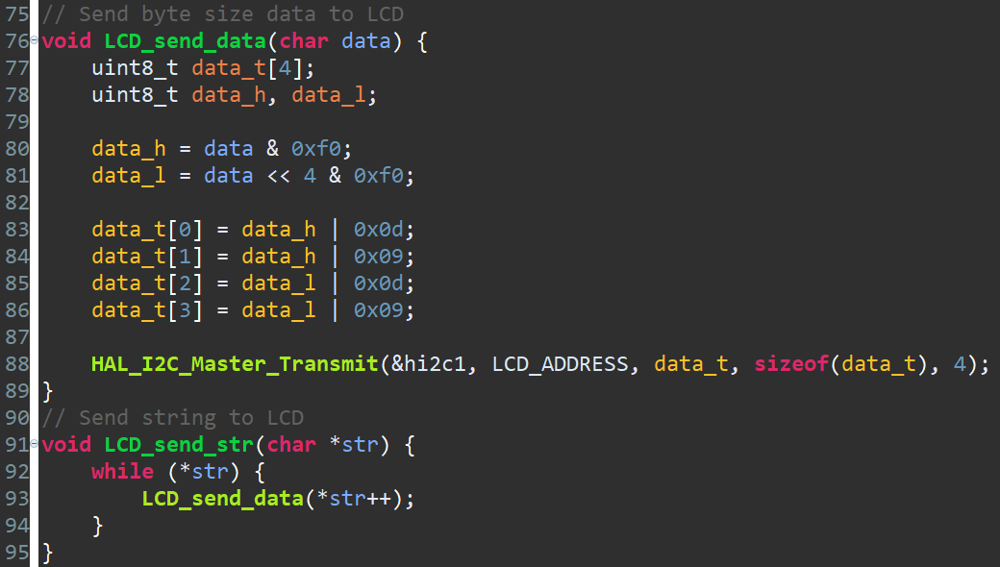 75 // Send byte size data to LCD
76 void LCD_send_data(char data) {
77     uint8_t data_t[4];
78     uint8_t data_h, data_l;
79
80     data_h = data & 0xf0;
81     data_l = data << 4 & 0xf0;
82
83     data_t[0] = data_h | 0x0d;
84     data_t[1] = data_h | 0x09;
85     data_t[2] = data_l | 0x0d;
86     data_t[3] = data_l | 0x09;
87
88     HAL_I2C_Master_Transmit(&hi2c1, LCD_ADDRESS, data_t, sizeof(data_t), 4);
89 }
90 // Send string to LCD
91 void LCD_send_str(char *str) {
92     while (*str) {
93         LCD_send_data(*str++);
94     }
95 }